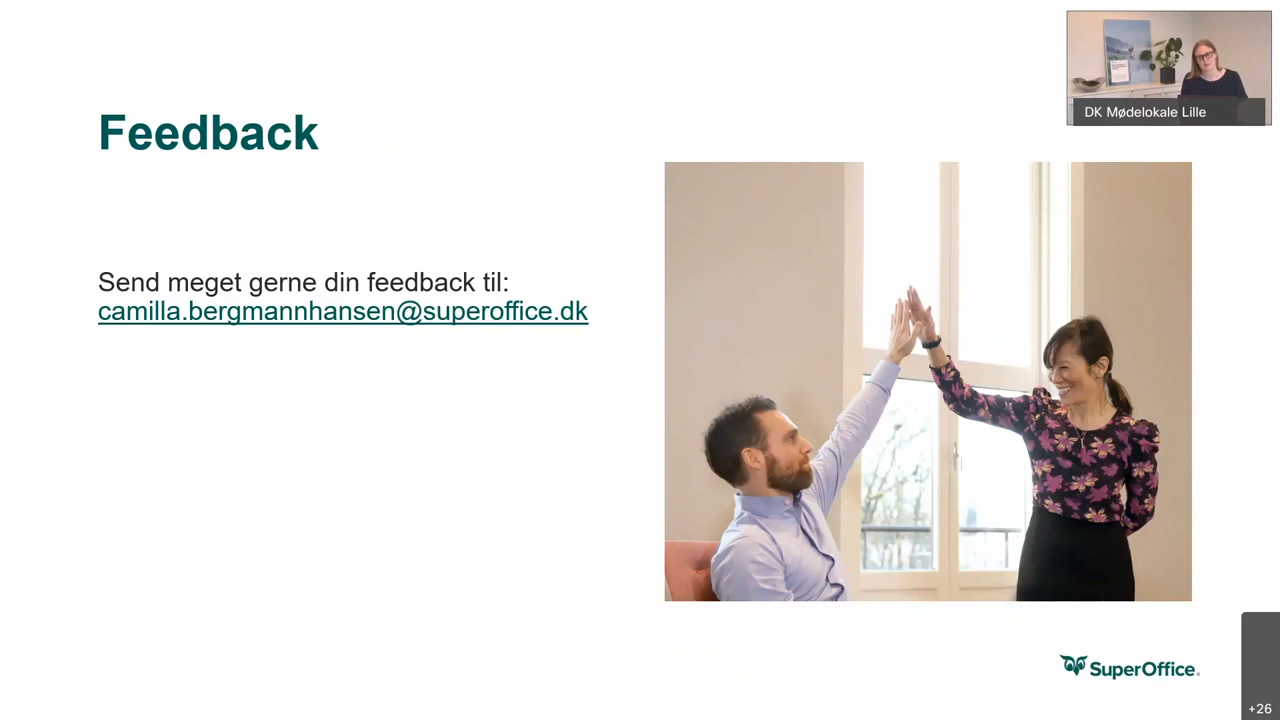 DK Mødelokale Lille
Feedback
Send meget gerne din feedback til:
camilla.bergmannhansen@superoffice.dk
SuperOffice.
+26